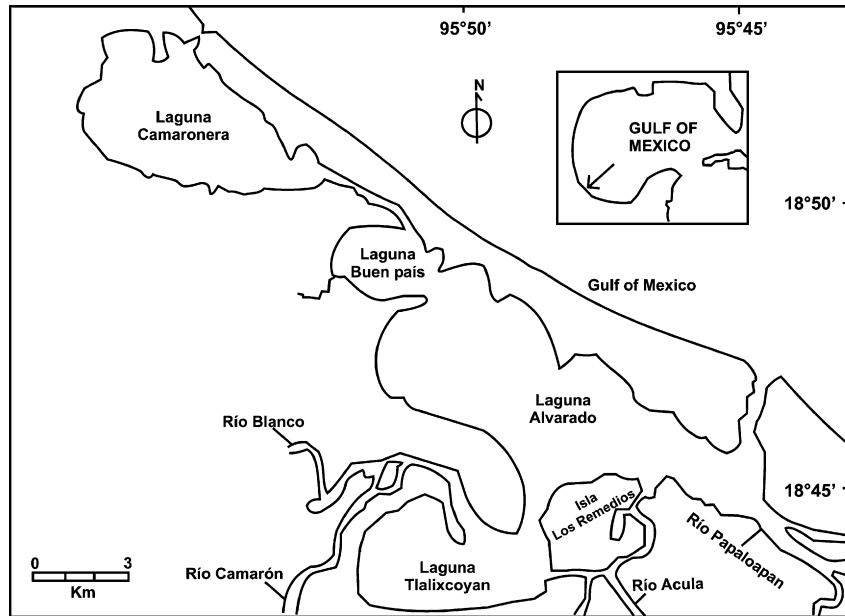 95°50'
95°45'
N
Laguna
Camaronera
GULF OF
MEXICO
18°50'
Laguna
Buen país
Gulf of Mexico
Laguna
Alvarado
Río Blanco
18°45'
Isla
Los Remedios
Río Papaloapan
0 3
Km
Río Camarón
Laguna
Tlalixcoyan
Río Acula